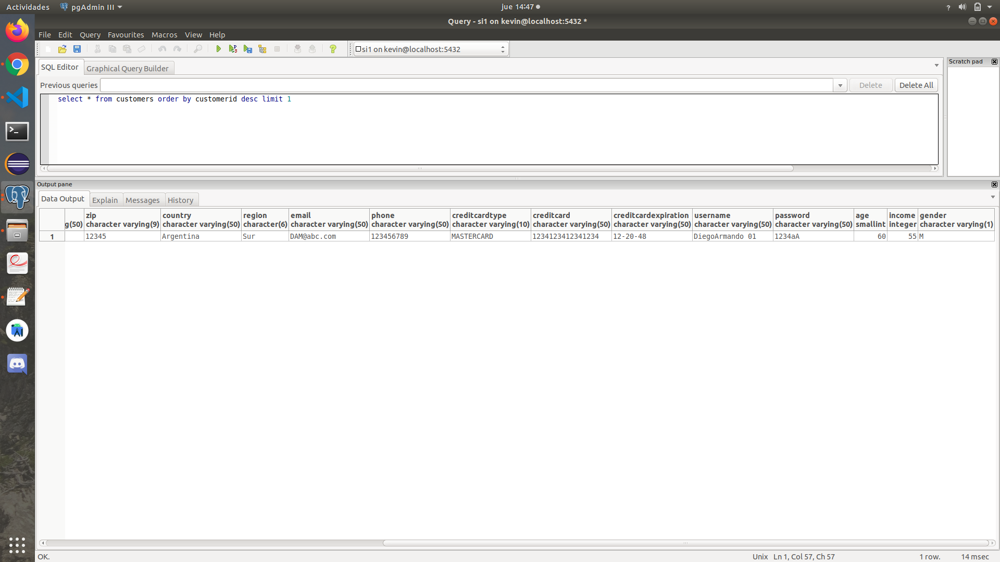 Actividades pgAdmin III jue 14:47 ?
Query - si1 on kevin@localhost:5432 *
File Edit Query Favourites Macros View Help
si1 on kevin@localhost:5432
SQL Editor Graphical Query Builder Scratch pad
Previous queries Delete Delete All
select * from customers order by customerid desc limit 1
Output pane
Data Output Explain Messages History
zip country region email phone creditcardtype creditcard creditcardexpiration username password age income gender
g(50) character varying(9) character varying(50) character(6) character varying(50) character varying(50) character varying(10) character varying(50) character varying(50) character varying(50) character varying(50) smallint integer character varying(1)
1 12345 Argentina Sur DAM@abc.com 123456789 MASTERCARD 1234123412341234 12-20-48 DiegoArmando 01 1234aA 60 55 M
OK. Unix Ln 1, Col 57, Ch 57 1 row. 14 msec